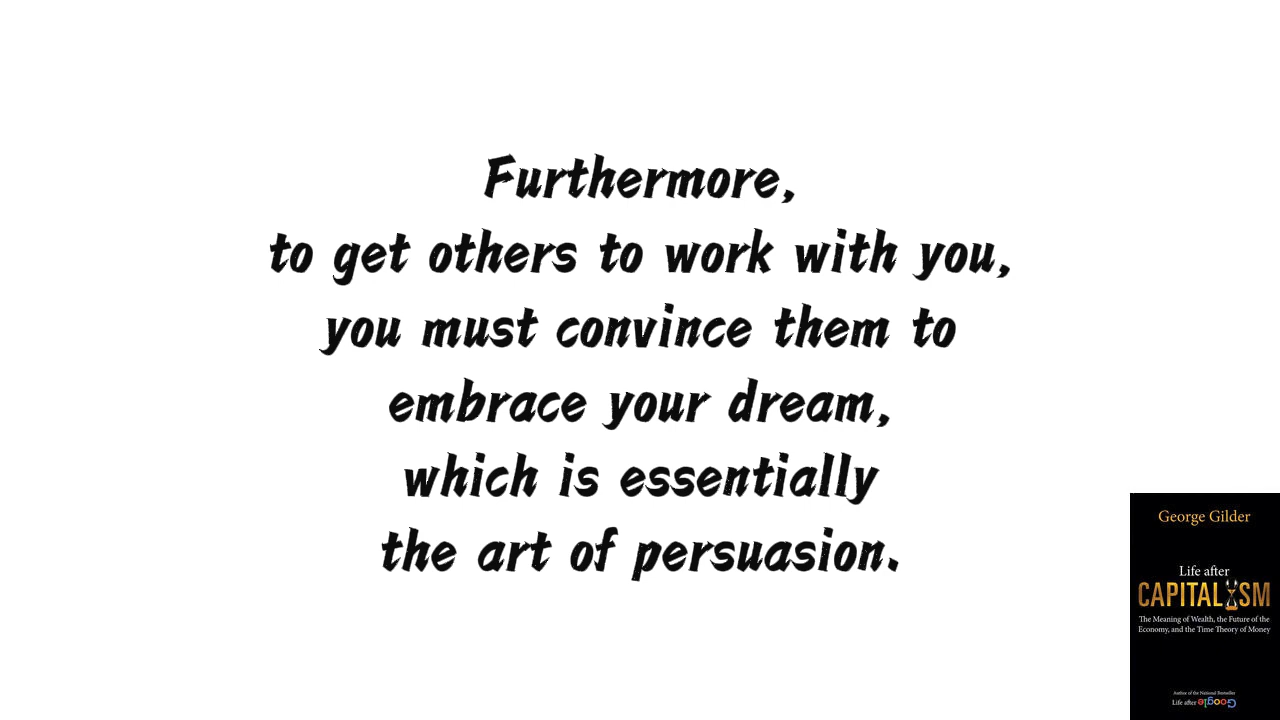 Furthermore,
to get others to work with you,
you must convince them to
embrace your dream,
which is essentially
the art of persuasion.
George Gilder
Life after
CAPITALISM
The Meaning of Wealth, the Future of the
Economy, and the Time Theory of Money
Author of the National Bestseller
Life after Google